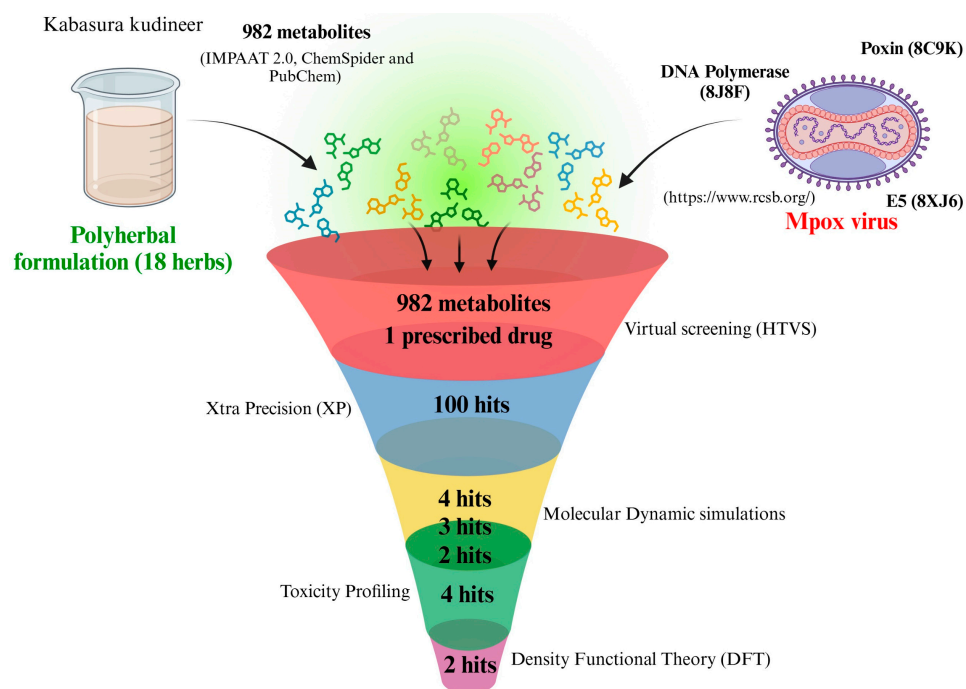 Kabasura kudineer
982 metabolites
(IMPAAT 2.0, ChemSpider and
PubChem)
Poxin (8C9K)
DNA Polymerase
(8J8F)
(https://www.rcsb.org/)
E5 (8XJ6)
Mpox virus
Polyherbal
formulation (18 herbs)
982 metabolites
1 prescribed drug
Virtual screening (HTVS)
Xtra Precision (XP)
100 hits
4 hits
3 hits
2 hits
Molecular Dynamic simulations
Toxicity Profiling
4 hits
2 hits
Density Functional Theory (DFT)